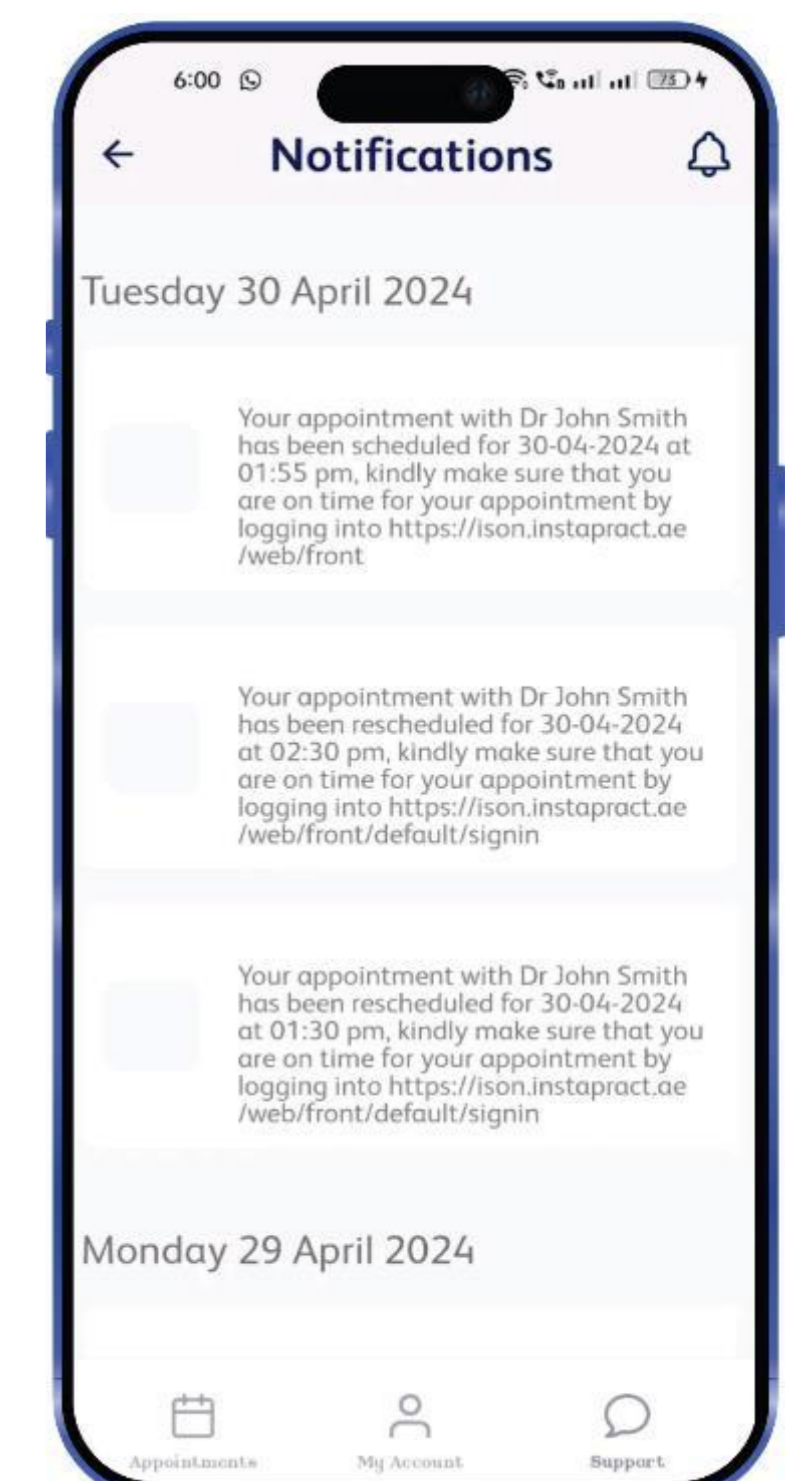 6:00
73
Notifications
Tuesday 30 April 2024
Your appointment with Dr John Smith
has been scheduled for 30-04-2024 at
01:55 pm, kindly make sure that you
are on time for your appointment by
logging into https://ison.instapract.ae
/web/front
Your appointment with Dr John Smith
has been rescheduled for 30-04-2024
at 02:30 pm, kindly make sure that you
are on time for your appointment by
logging into https://ison.instapract.ae
/web/front/default/signin
Your appointment with Dr John Smith
has been rescheduled for 30-04-2024
at 01:30 pm, kindly make sure that you
are on time for your appointment by
logging into https://ison.instapract.ae
/web/front/default/signin
Monday 29 April 2024
Appointments My Account Support